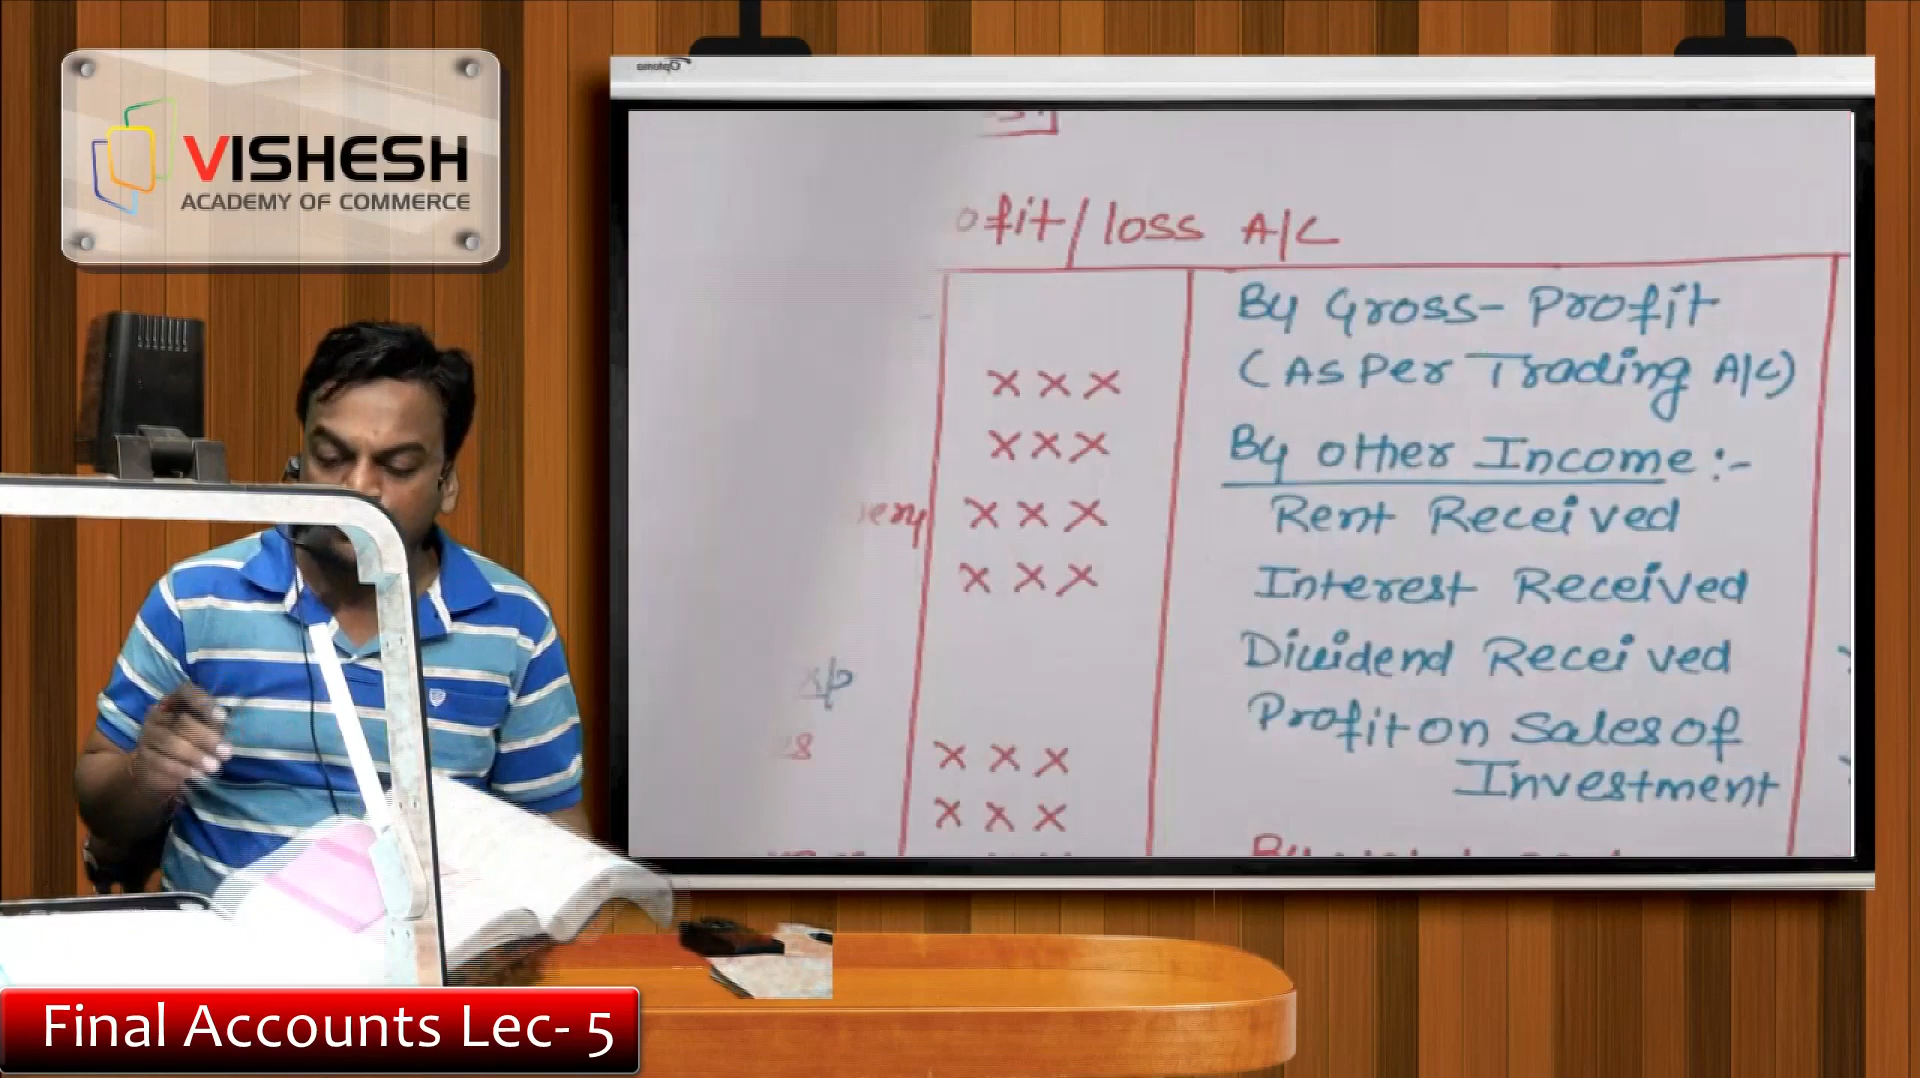 Optoma
VISHESH
ACADEMY OF COMMERCE
ofit/loss A/C
By Gross-Profit
xxx (As Per Trading A/C)
xxx By other Income:-
xxx Rent Received
xxx Interest Received
Dividend Received
Profit on Sales of
xxx Investment
xxx
Final Accounts Lec- 5